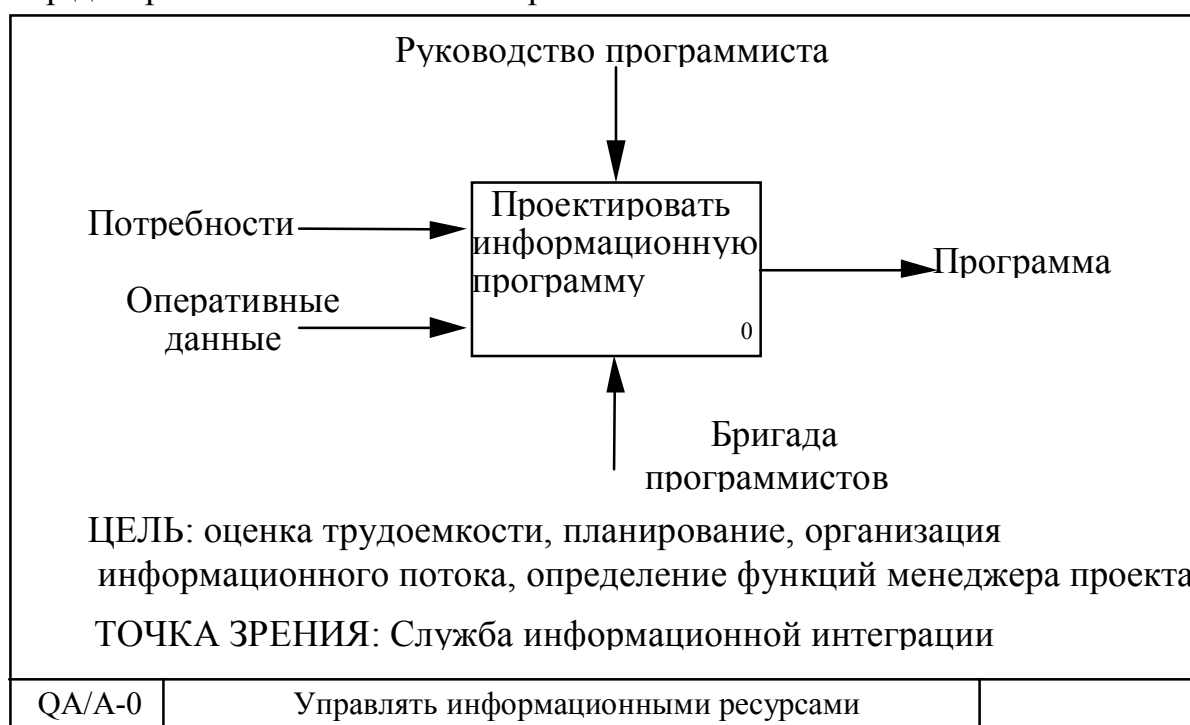 Руководство программиста
Проектировать
информационную
программу
0
Потребности
Оперативные
данные
Программа
Бригада
программистов
ЦЕЛЬ: оценка трудоемкости, планирование, организация
информационного потока, определение функций менеджера проекта
ТОЧКА ЗРЕНИЯ: Служба информационной интеграции
QA/A-0
Управлять информационными ресурсами